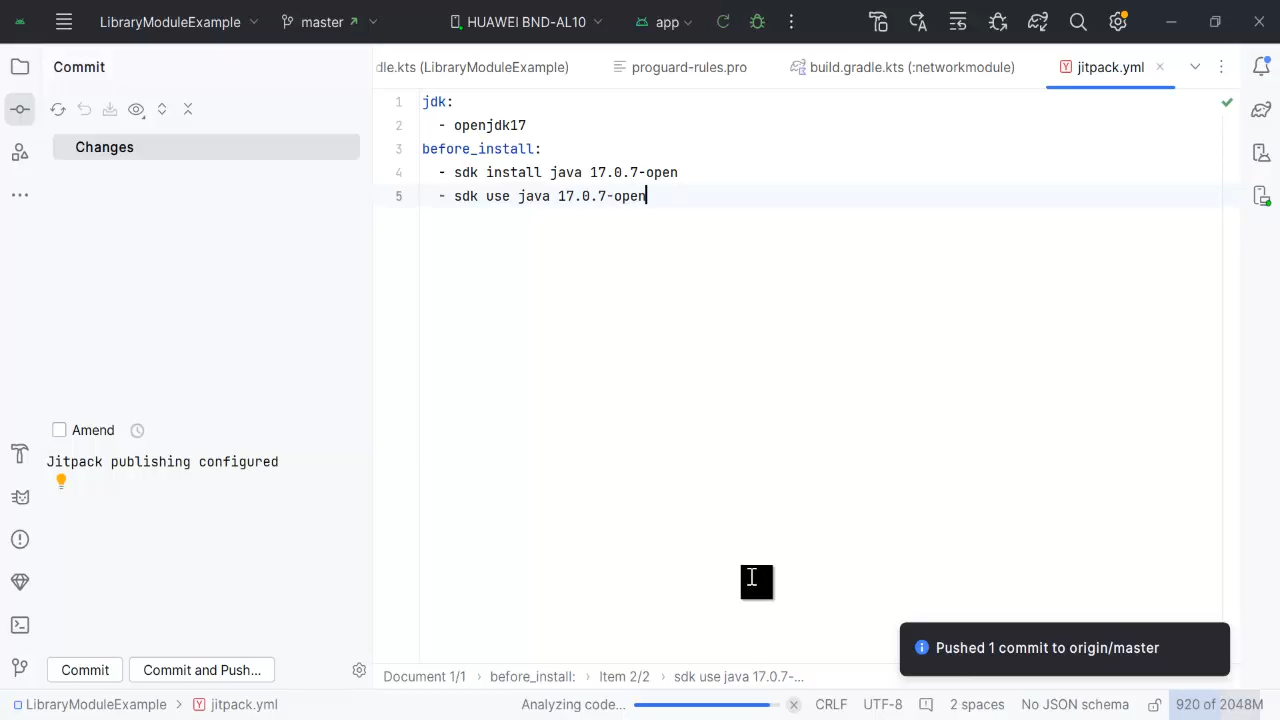 LibraryModuleExample master HUAWEI BND-AL10 app
Commit
dle.kts (LibraryModuleExample) proguard-rules.pro build.gradle.kts (:networkmodule) jitpack.yml
Changes
1 jdk:
2 - openjdk17
3 before_install:
4 - sdk install java 17.0.7-open
5 - sdk use java 17.0.7-open
Amend
Jitpack publishing configured
Commit Commit and Push...
Pushed 1 commit to origin/master
Document 1/1 › before_install: › Item 2/2 › sdk use java 17.0.7-...
LibraryModuleExample › jitpack.yml Analyzing code... CRLF UTF-8 2 spaces No JSON schema 920 of 2048M